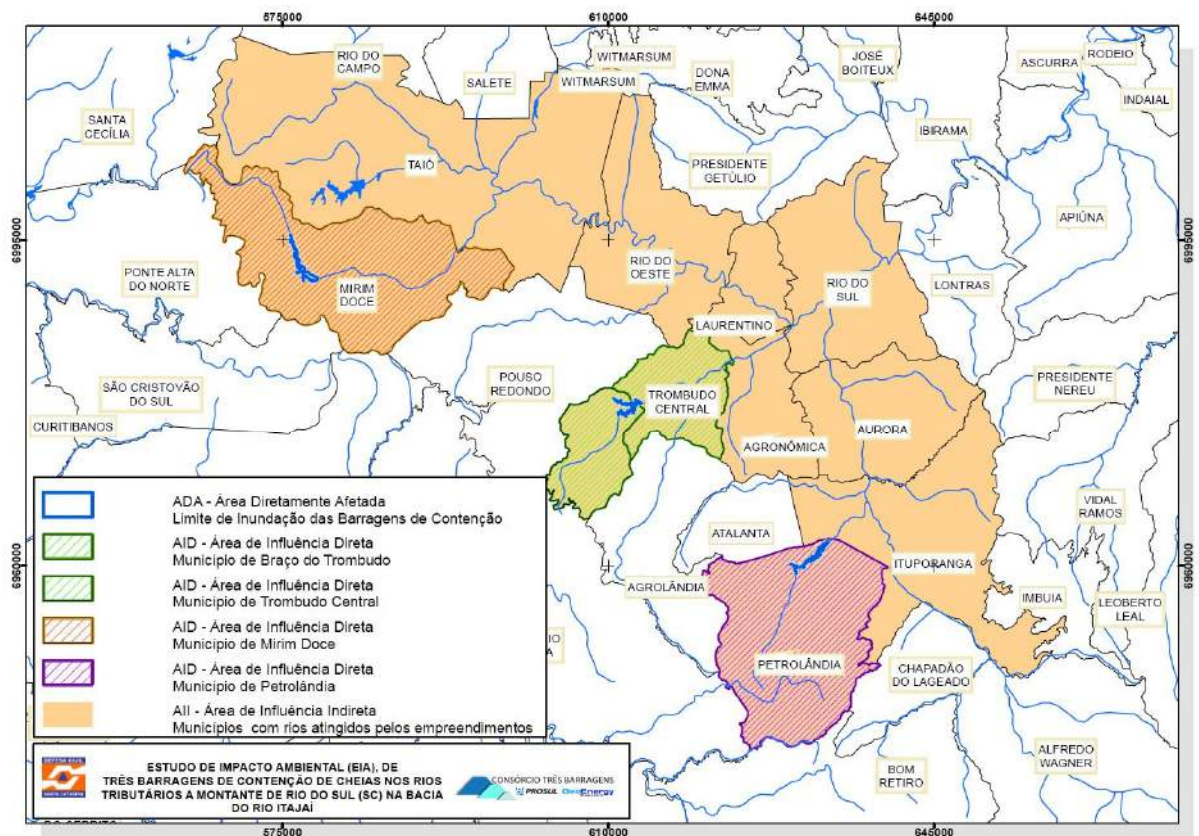 575000
610000
645000
RIO DO
CAMPO
SALETE
WITMARSUM
WITMARSUM
DONA
EMMA
JOSÉ
BOITEUX
ASCURRA
RODEIO
INDAIAL
SANTA
CECÍLIA
TAIÓ
IBIRAMA
PRESIDENTE
GETÚLIO
APIÚNA
6995000
6995000
PONTE ALTA
DO NORTE
MIRIM
DOCE
RIO DO
OESTE
RIO DO
SUL
LONTRAS
LAURENTINO
SÃO CRISTOVÃO
DO SUL
POUSO
REDONDO
TROMBUDO
CENTRAL
PRESIDENTE
NEREU
CURITIBANOS
AGRONÔMICA
AURORA
VIDAL
RAMOS
ATALANTA
ITUPORANGA
6960000
6960000
AGROLÂNDIA
IMBUIA
LEOBERTO
LEAL
PETROLÂNDIA
CHAPADÃO
DO LAGEADO
ALFREDO
WAGNER
BOM
RETIRO
ADA - Área Diretamente Afetada
Limite de Inundação das Barragens de Contenção
AID - Área de Influência Direta
Município de Braço do Trombudo
AID - Área de Influência Direta
Municipio de Trombudo Central
AID - Área de Influência Direta
Município de Mirim Doce
AID - Área de Influência Direta
Município de Petrolândia
AII - Área de Influência Indireta
Municípios com rios atingidos pelos empreendimentos
DEFESA CIVIL
SANTA CATARINA
ESTUDO DE IMPACTO AMBIENTAL (EIA), DE
TRÊS BARRAGENS DE CONTENÇÃO DE CHEIAS NOS RIOS
TRIBUTÁRIOS A MONTANTE DE RIO DO SUL (SC) NA BACIA
DO RIO ITAJAÍ
CONSÓRCIO TRÊS BARRAGENS
PROSUL GeoEnergy
575000
610000
645000